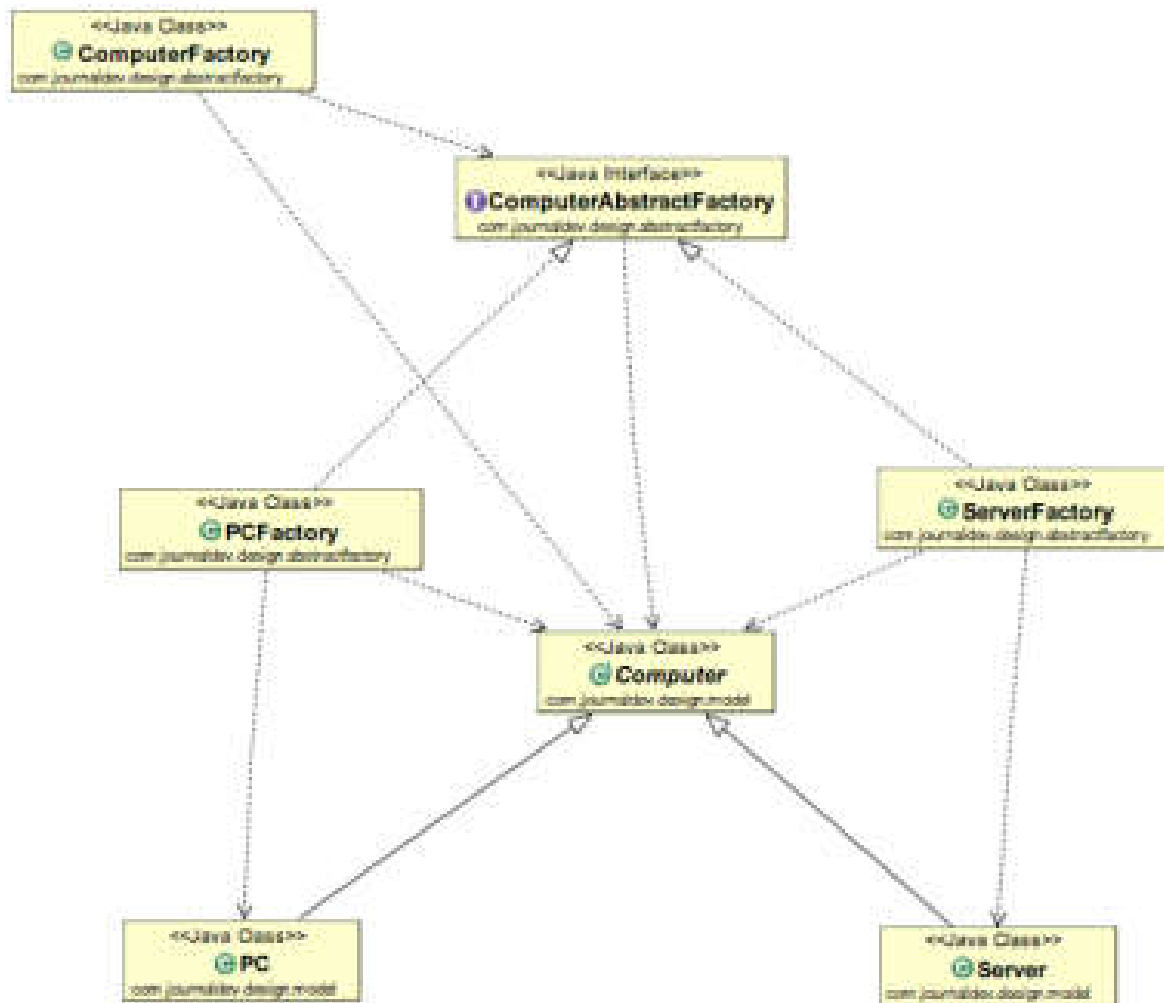 <<Java Class>>
ComputerFactory
com.journaldev.design.abstractfactory
<<Java Interface>>
ComputerAbstractFactory
com.journaldev.design.abstractfactory
<<Java Class>>
PCFactory
com.journaldev.design.abstractfactory
<<Java Class>>
ServerFactory
com.journaldev.design.abstractfactory
<<Java Class>>
Computer
com.journaldev.design.model
<<Java Class>>
PC
com.journaldev.design.model
<<Java Class>>
Server
com.journaldev.design.model